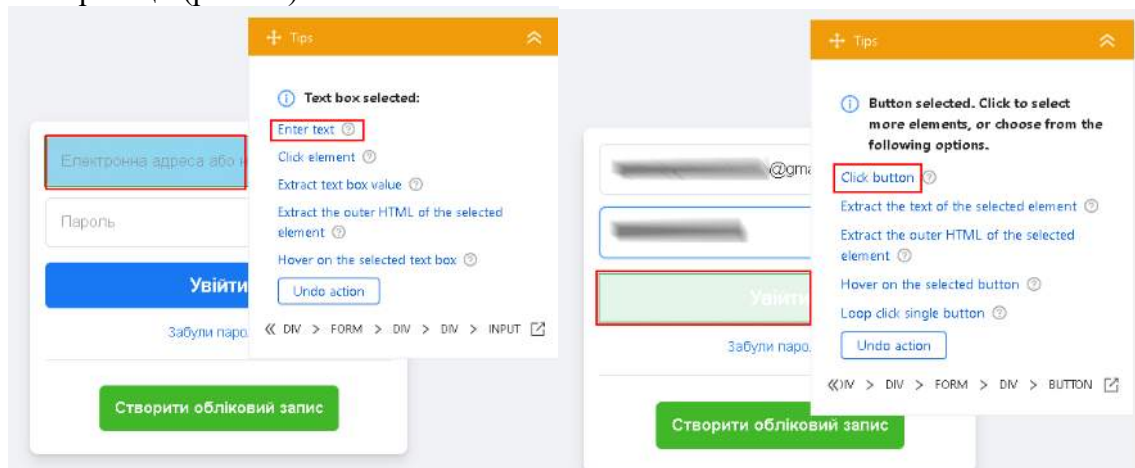 Tips
Text box selected:
Enter text
Click element
Extract text box value
Extract the outer HTML of the selected
element
Hover on the selected text box
Undo action
DIV > FORM > DIV > DIV > INPUT
Електронна адреса або
Пароль
Увійти
Забули паро
Створити обліковий запис
Tips
Button selected. Click to select
more elements, or choose from the
following options.
Click button
Extract the text of the selected element
Extract the outer HTML of the selected
element
Hover on the selected button
Loop click single button
Undo action
IV > DIV > FORM > DIV > BUTTON
@gma
Увійти
Забули паро
Створити обліковий запис